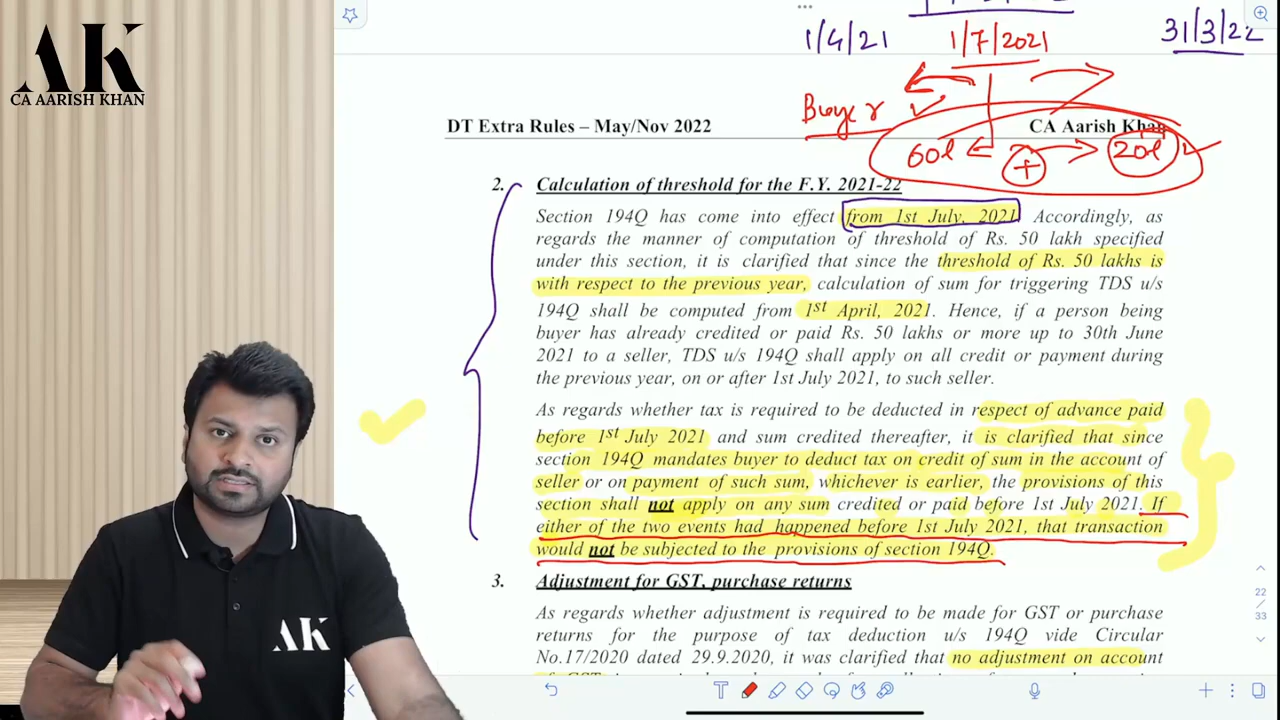 AK
CA AARISH KHAN
1/4/21
1/7/2021
31/3/22
Buyer
60l
+
20l
DT Extra Rules – May/Nov 2022
CA Aarish Khan
2. Calculation of threshold for the F.Y. 2021-22
Section 194Q has come into effect from 1st July, 2021. Accordingly, as
regards the manner of computation of threshold of Rs. 50 lakh specified
under this section, it is clarified that since the threshold of Rs. 50 lakhs is
with respect to the previous year, calculation of sum for triggering TDS u/s
194Q shall be computed from 1st April, 2021. Hence, if a person being
buyer has already credited or paid Rs. 50 lakhs or more up to 30th June
2021 to a seller, TDS u/s 194Q shall apply on all credit or payment during
the previous year, on or after 1st July 2021, to such seller.
As regards whether tax is required to be deducted in respect of advance paid
before 1st July 2021 and sum credited thereafter, it is clarified that since
section 194Q mandates buyer to deduct tax on credit of sum in the account of
seller or on payment of such sum, whichever is earlier, the provisions of this
section shall not apply on any sum credited or paid before 1st July 2021. If
either of the two events had happened before 1st July 2021, that transaction
would not be subjected to the provisions of section 194Q.
3. Adjustment for GST, purchase returns
As regards whether adjustment is required to be made for GST or purchase
returns for the purpose of tax deduction u/s 194Q vide Circular
No.17/2020 dated 29.9.2020, it was clarified that no adjustment on account
22
/
33
AK